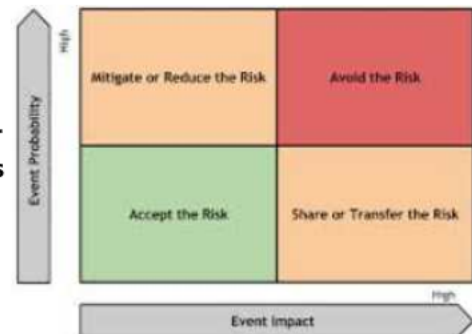 High
Mitigate or Reduce the Risk
Avoid the Risk
Event Probability
s
Accept the Risk
Share or Transfer the Risk
High
Event Impact